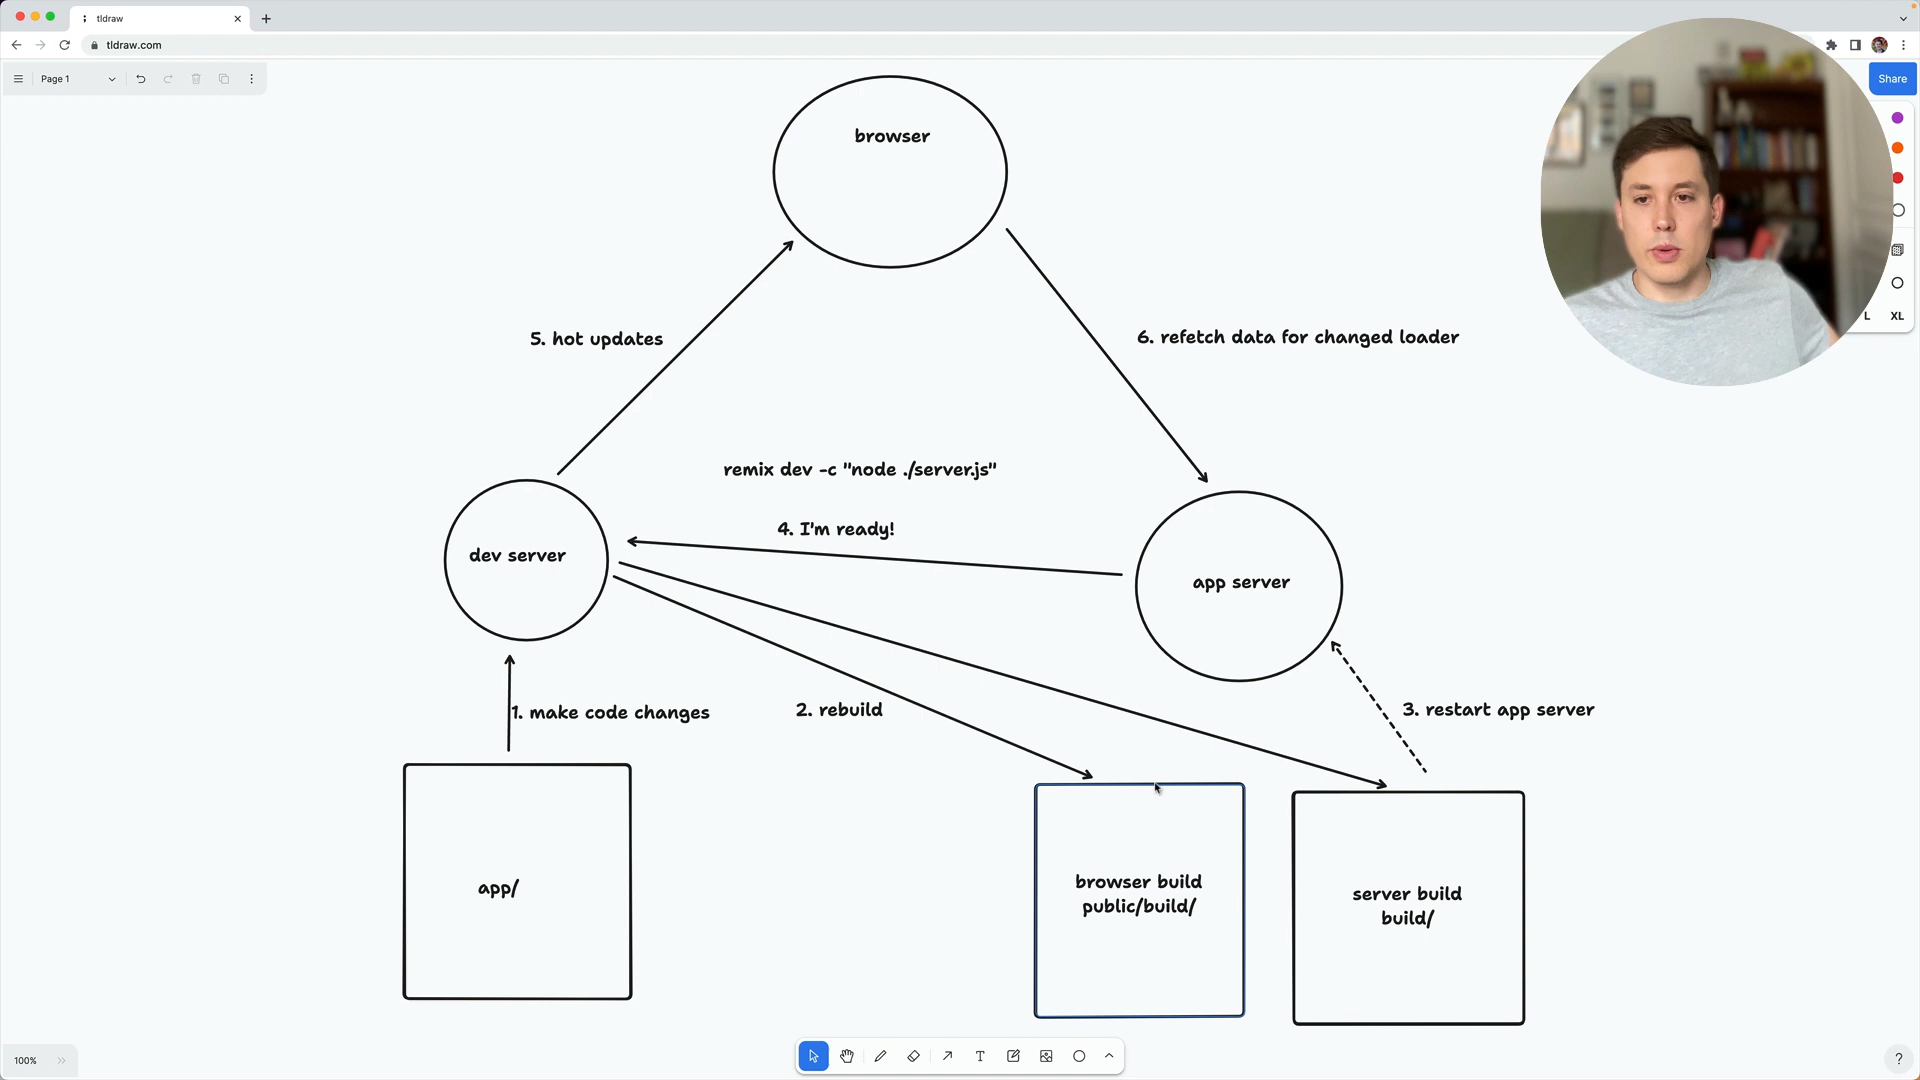 tldraw
tldraw.com
Page 1
Share
browser
5. hot updates
6. refetch data for changed loader
remix dev -c "node ./server.js"
4. I'm ready!
dev server
app server
1. make code changes
2. rebuild
3. restart app server
app/
browser build
public/build/
server build
build/
L
XL
100%
?